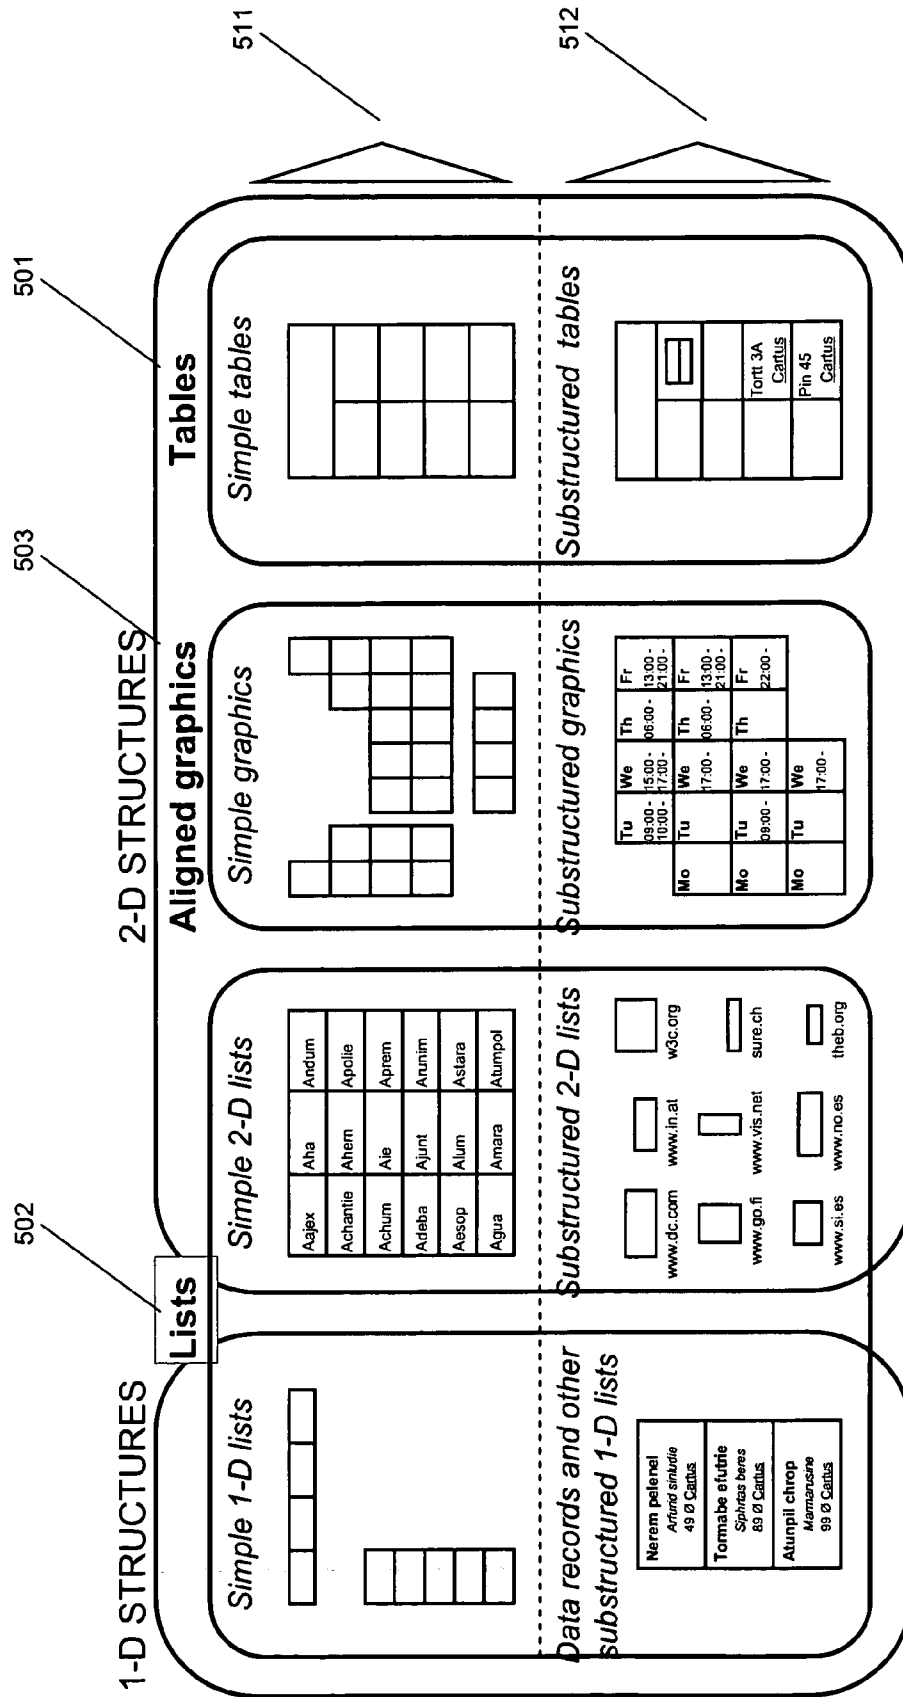 1-D STRUCTURES
2-D STRUCTURES
502
503
501
Lists
Aligned graphics
Tables
511
Simple 1-D lists
Simple 2-D lists
Aajex Aha Andum
Achantie Ahem Apolie
Achum Aie Aprem
Adeba Ajunt Arunim
Aesop Alum Astara
Agua Amara Atumpol
Simple graphics
Simple tables
512
Data records and other
substructured 1-D lists
Nerem pelenel
Arfurid sinludie
49 Ø Cartus
Tormabe efutrie
Siphrtas beres
89 Ø Cartus
Atunpil chrop
Mammarusine
99 Ø Cartus
Substructured 2-D lists
www.dc.com www.in.at w3c.org
www.go.fi www.vis.net sure.ch
www.si.es www.no.es theb.org
Substructured graphics
Tu We Th Fr
09:00 - 15:00 - 06:00 - 13:00 -
10:00 - 17:00 - 21:00 -
Mo Tu We Th Fr
17:00 - 06:00 - 13:00 -
21:00 -
Mo Tu We Th Fr
09:00 - 17:00 - 22:00 -
Mo Tu We
17:00 -
Substructured tables
Tortt 3A
Cartus
Pin 45
Cartus